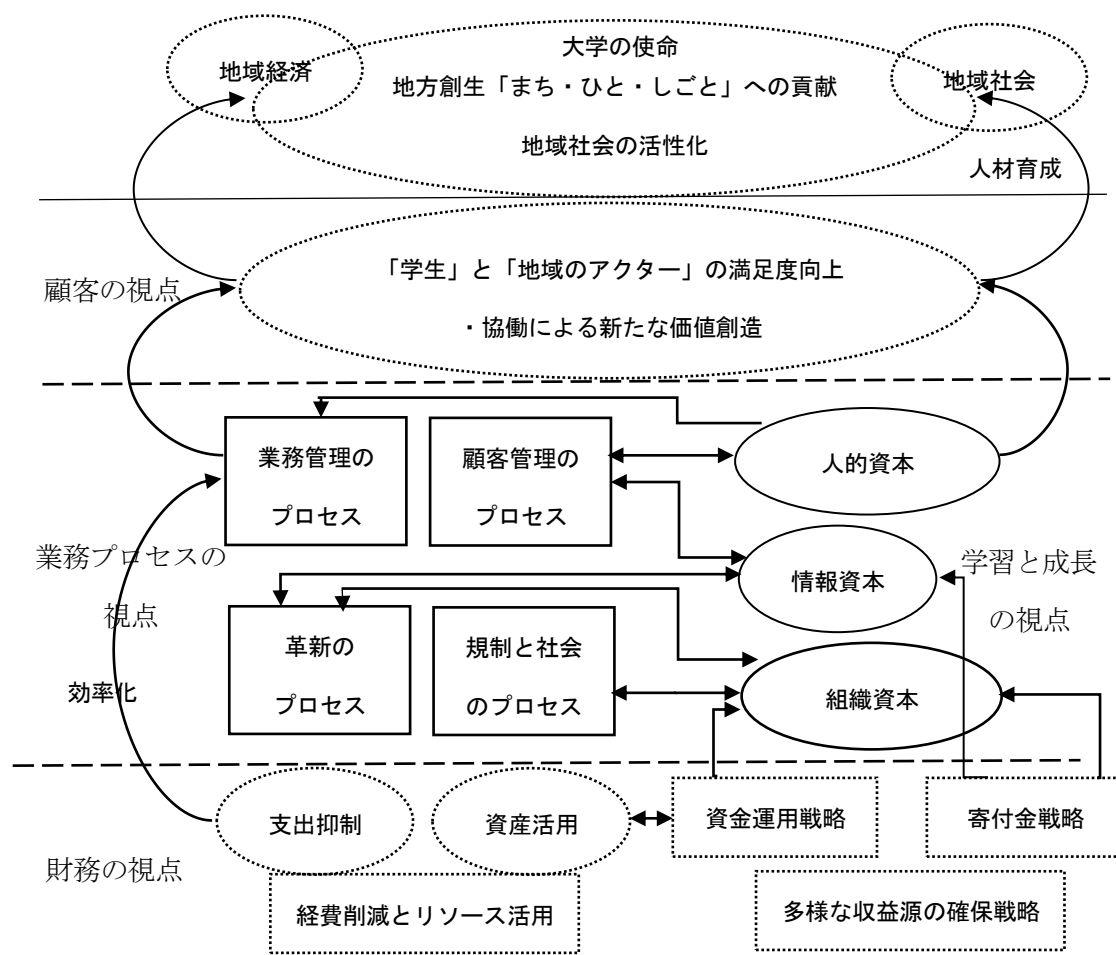 大学の使命
地域経済
地域社会
地方創生「まち・ひと・しごと」への貢献
地域社会の活性化
人材育成
「学生」と「地域のアクター」の満足度向上
顧客の視点
・協働による新たな価値創造
業務管理の
プロセス
顧客管理の
プロセス
人的資本
業務プロセスの
視点
情報資本
学習と成長
の視点
革新の
プロセス
規制と社会
のプロセス
組織資本
効率化
支出抑制
資産活用
資金運用戦略
寄付金戦略
財務の視点
経費削減とリソース活用
多様な収益源の確保戦略